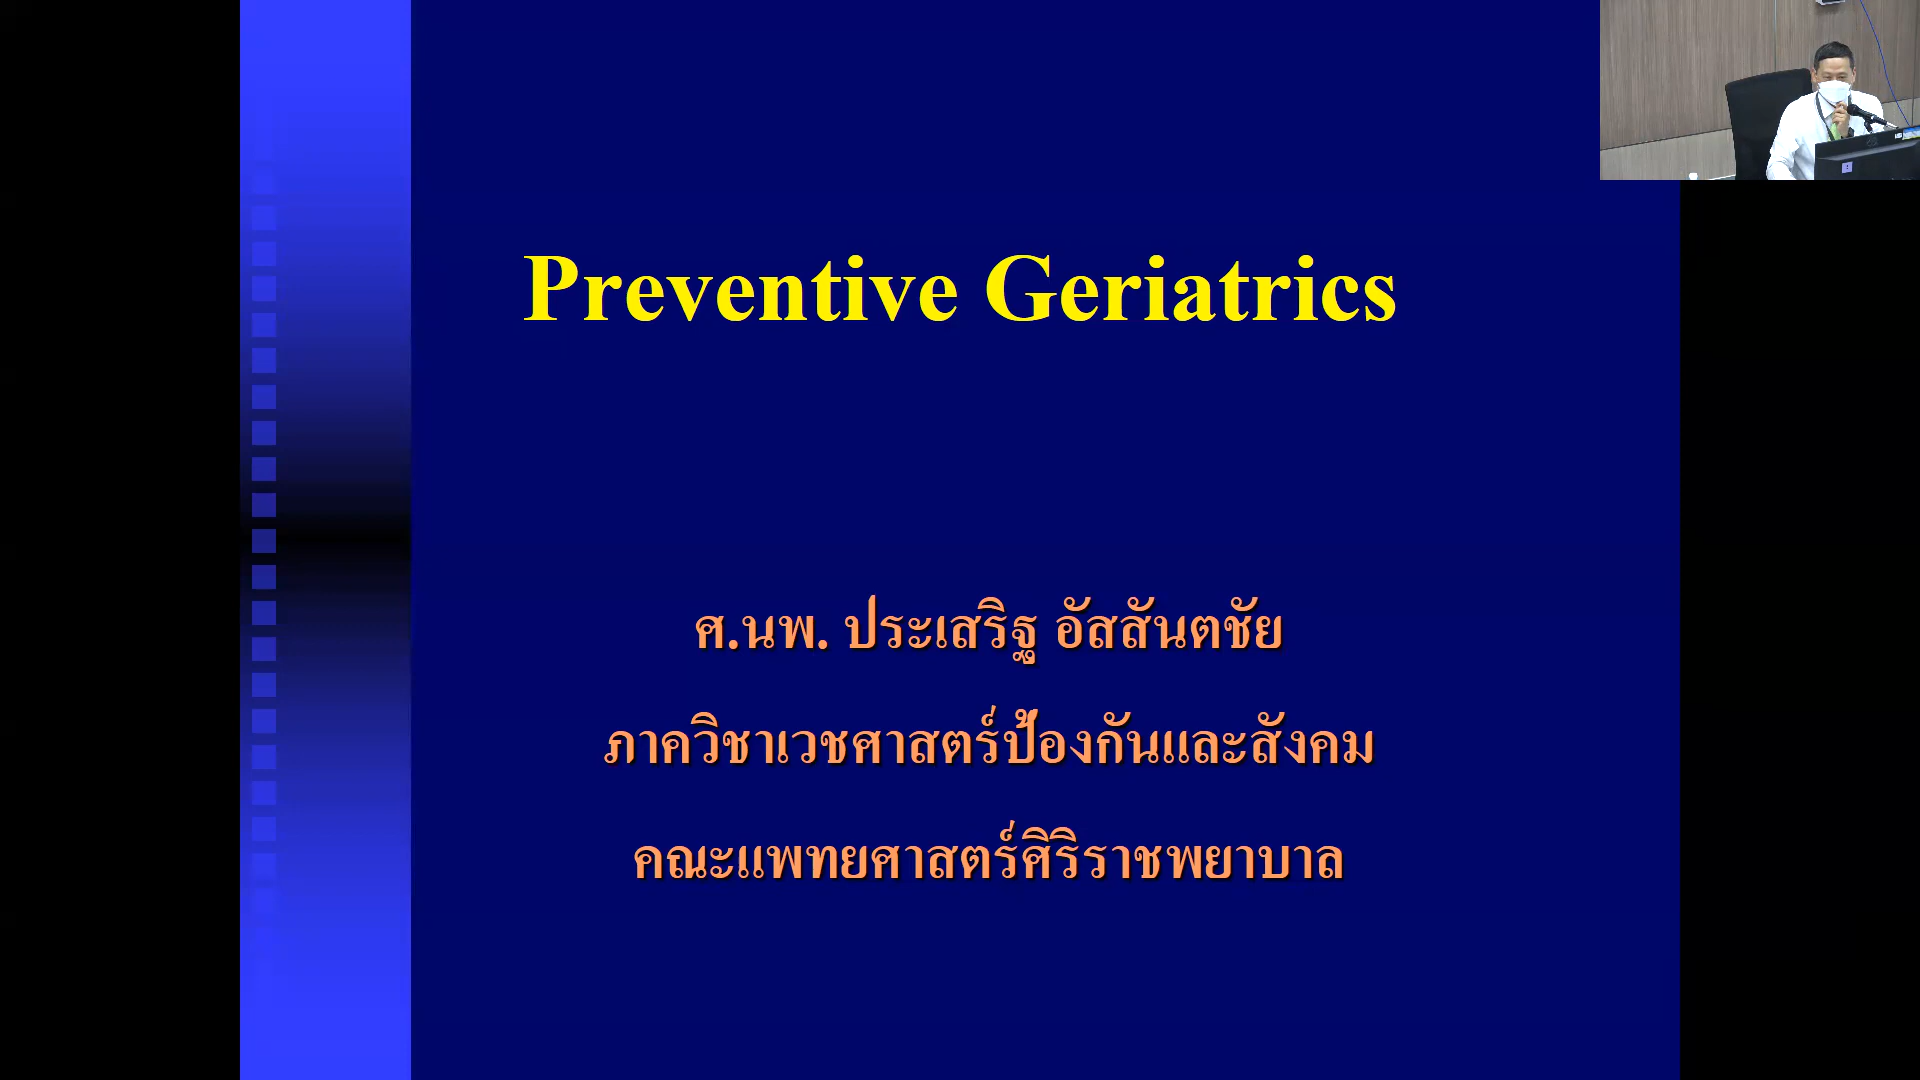 Preventive Geriatrics
ศ.นพ. ประเสริฐ อัสสันตชัย
ภาควิชาเวชศาสตร์ป้องกันและสังคม
คณะแพทยศาสตร์ศิริราชพยาบาล